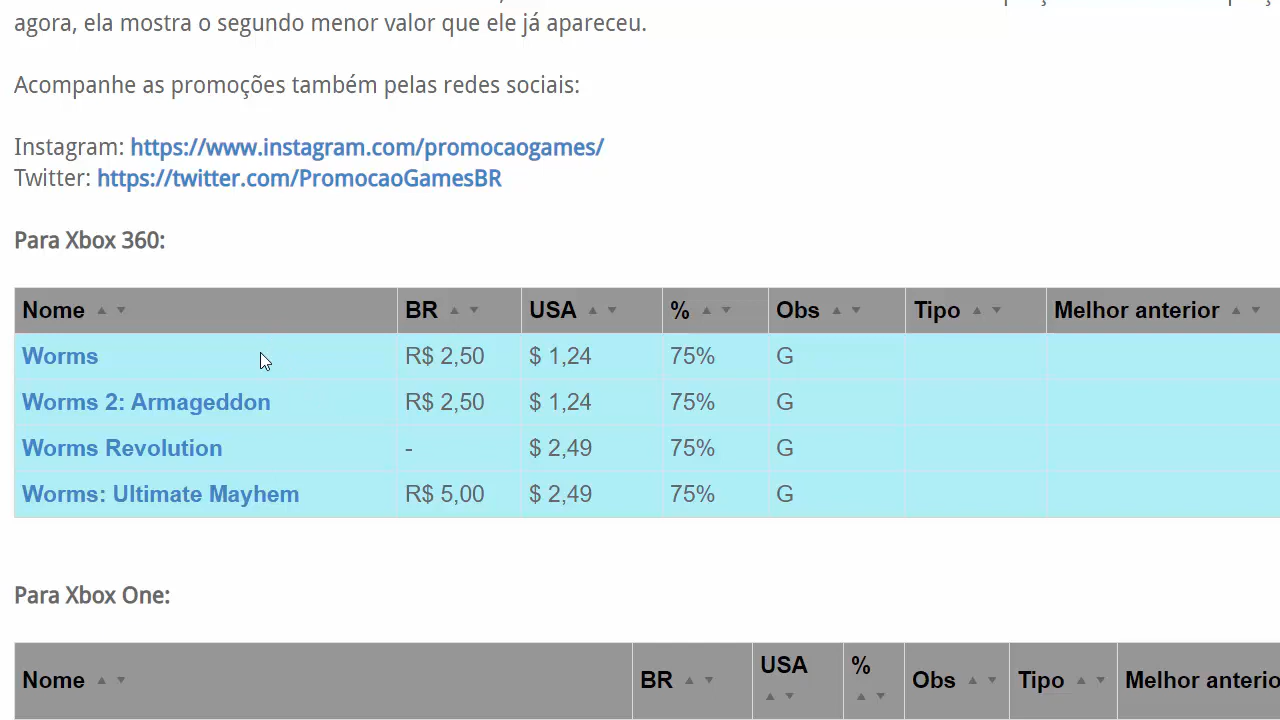 agora, ela mostra o segundo menor valor que ele já apareceu.
Acompanhe as promoções também pelas redes sociais:
Instagram: https://www.instagram.com/promocaogames/
Twitter: https://twitter.com/PromocaoGamesBR
Para Xbox 360:
Nome BR USA % Obs Tipo Melhor anterior
Worms R$ 2,50 $ 1,24 75% G
Worms 2: Armageddon R$ 2,50 $ 1,24 75% G
Worms Revolution - $ 2,49 75% G
Worms: Ultimate Mayhem R$ 5,00 $ 2,49 75% G
Para Xbox One:
Nome BR USA % Obs Tipo Melhor anterio